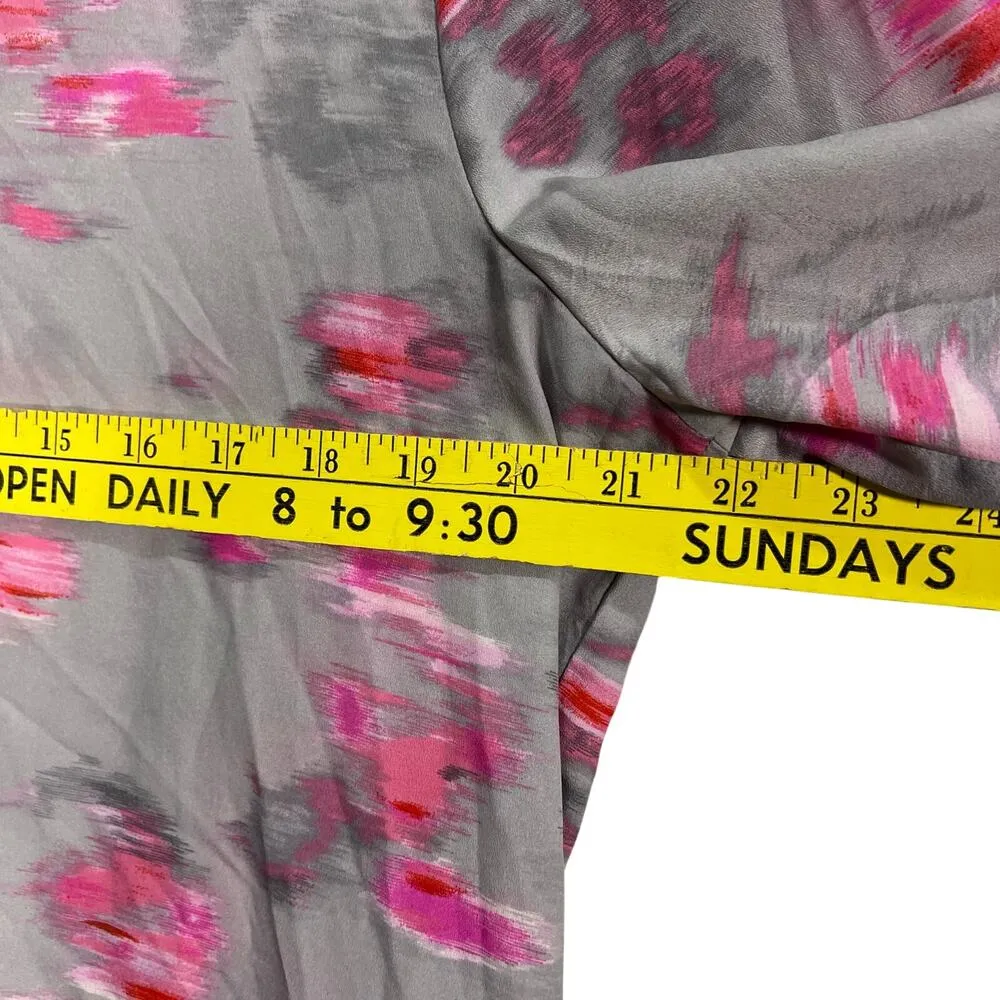 15 16 17 18 19 20 21 22 23 24
OPEN DAILY 8 to 9:30 SUNDAYS